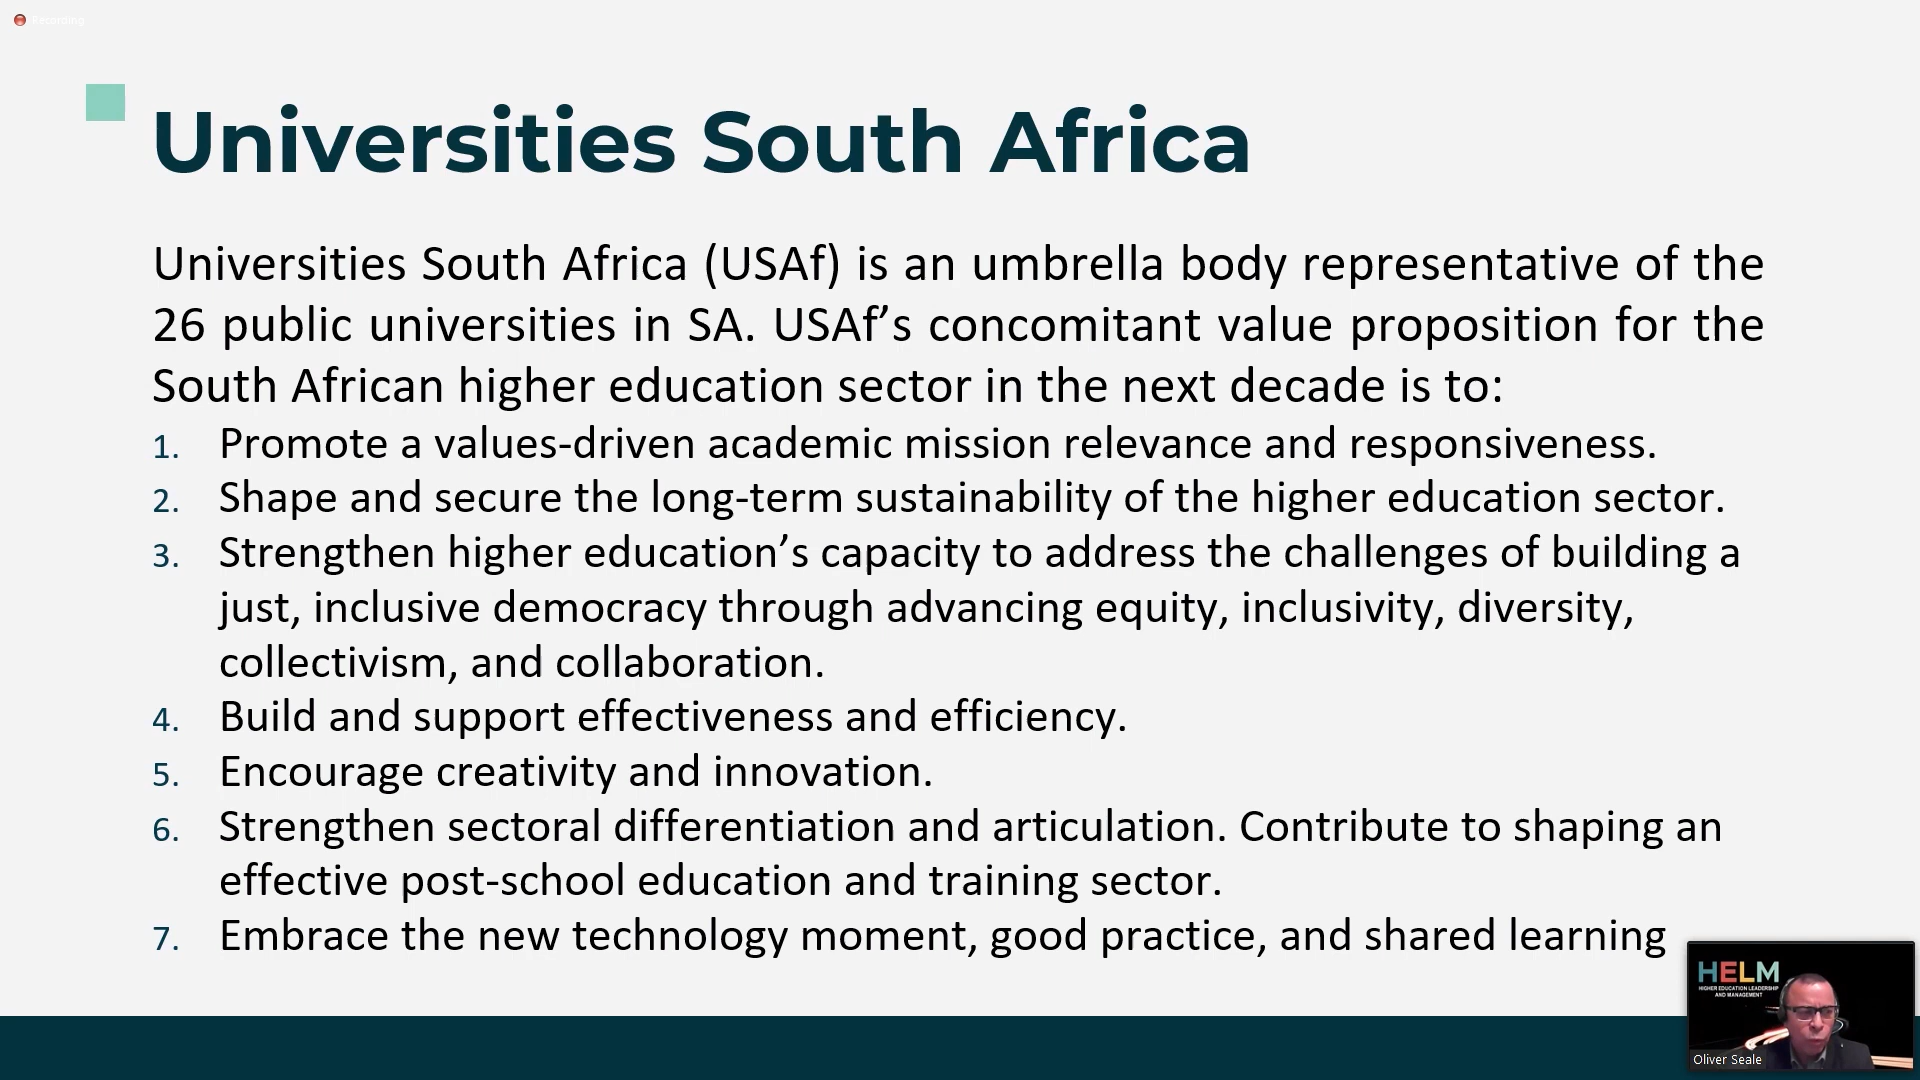 Recording
Universities South Africa
Universities South Africa (USAf) is an umbrella body representative of the
26 public universities in SA. USAf’s concomitant value proposition for the
South African higher education sector in the next decade is to:
1. Promote a values-driven academic mission relevance and responsiveness.
2. Shape and secure the long-term sustainability of the higher education sector.
3. Strengthen higher education’s capacity to address the challenges of building a
just, inclusive democracy through advancing equity, inclusivity, diversity,
collectivism, and collaboration.
4. Build and support effectiveness and efficiency.
5. Encourage creativity and innovation.
6. Strengthen sectoral differentiation and articulation. Contribute to shaping an
effective post-school education and training sector.
7. Embrace the new technology moment, good practice, and shared learning
HELM
HIGHER EDUCATION LEADERSHIP
AND MANAGEMENT
Oliver Seale